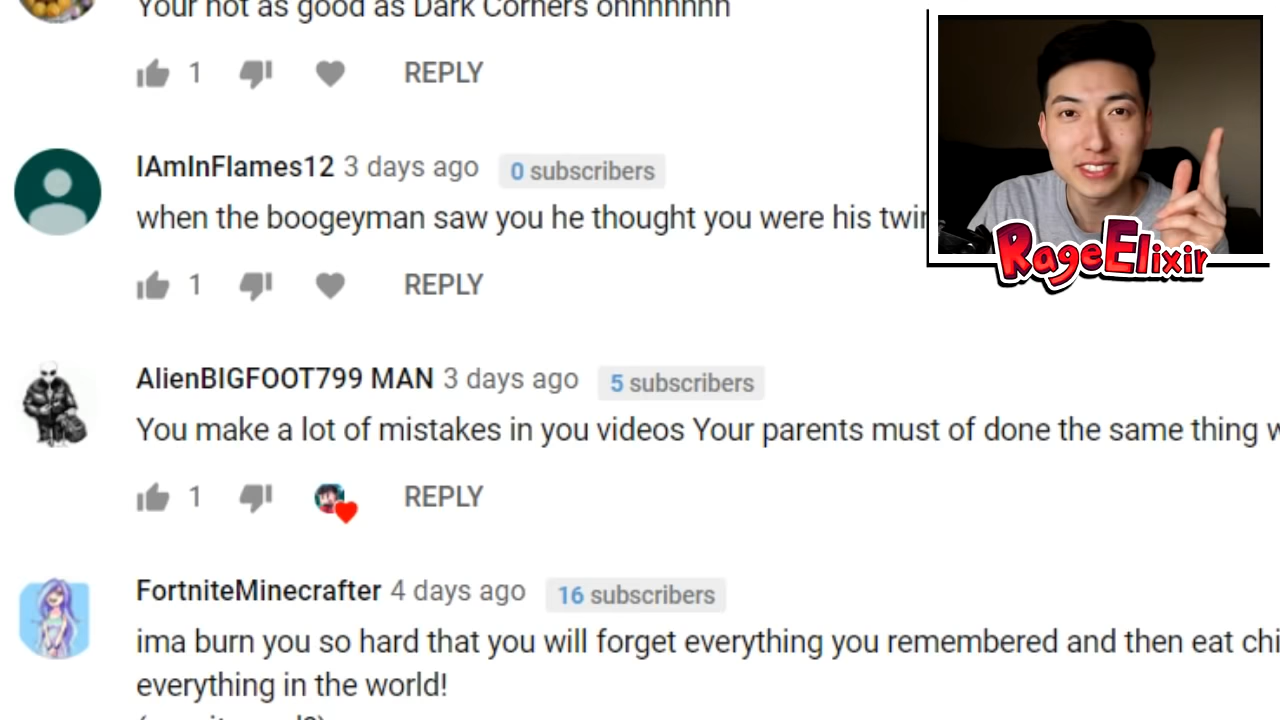 Your not as good as Dark Corners ohhhhhhh
1 REPLY
IAmInFlames12 3 days ago 0 subscribers
when the boogeyman saw you he thought you were his
1 REPLY
RageElixir
AlienBIGFOOT799 MAN 3 days ago 5 subscribers
You make a lot of mistakes in you videos Your parents must of done the same thing
1 REPLY
FortniteMinecrafter 4 days ago 16 subscribers
ima burn you so hard that you will forget everything you remembered and then eat
everything in the world!